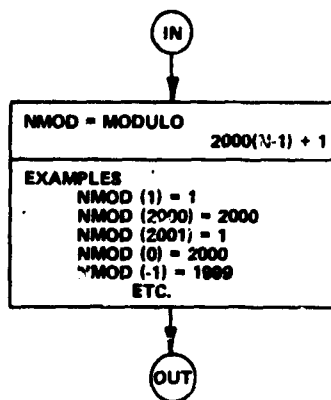 IN
NMOD = MODULO
2000(N-1) + 1
EXAMPLES
NMOD (1) = 1
NMOD (2000) = 2000
NMOD (2001) = 1
NMOD (0) = 2000
NMOD (-1) = 1999
ETC.
OUT